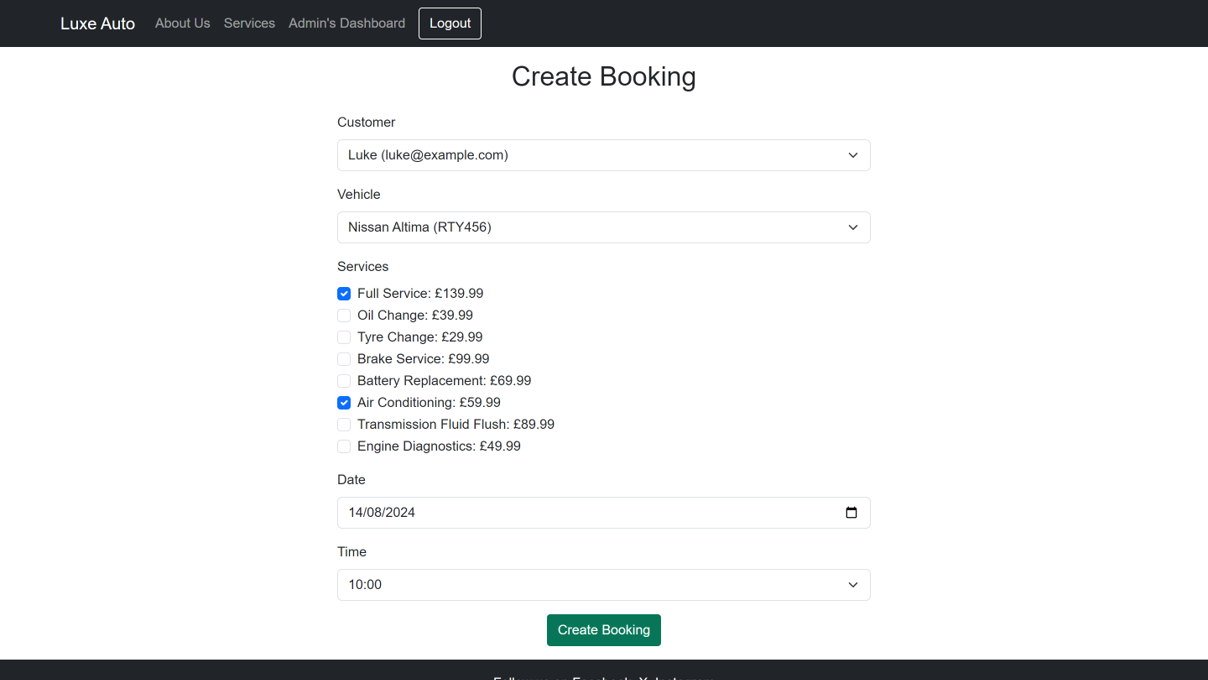 Luxe Auto About Us Services Admin's Dashboard Logout
Create Booking
Customer
Luke (luke@example.com)
Vehicle
Nissan Altima (RTY456)
Services
Full Service: £139.99
Oil Change: £39.99
Tyre Change: £29.99
Brake Service: £99.99
Battery Replacement: £69.99
Air Conditioning: £59.99
Transmission Fluid Flush: £89.99
Engine Diagnostics: £49.99
Date
14/08/2024
Time
10:00
Create Booking